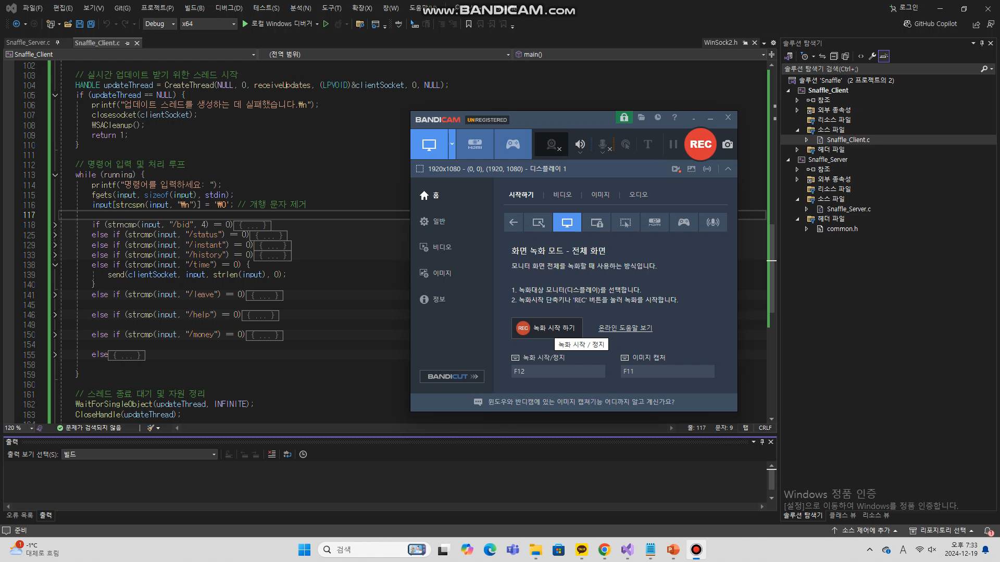 파일(F) 편집(E) 보기(V) Git(G) 프로젝트(P) 빌드(B) 디버그(D) 테스트(S) 분석(N) 도구(T) 확장(X) 창(W)
www.BANDICAM.com
로그인
Debug x64 로컬 Windows 디버거
GitHub Copilot
Snaffle_Server.c Snaffle_Client.c WinSock2.h
Snaffle_Client (전역 범위) main()
102
103 // 실시간 업데이트 받기 위한 스레드 시작
104 HANDLE updateThread = CreateThread(NULL, 0, receiveUpdates, (LPVOID)&clientSocket, 0, NULL);
105 if (updateThread == NULL) {
106 printf("업데이트 스레드를 생성하는 데 실패했습니다.₩n");
107 closesocket(clientSocket);
108 WSACleanup();
109 return 1;
110 }
111
112 // 명령어 입력 및 처리 루프
113 while (running) {
114 printf("명령어를 입력하세요: ");
115 fgets(input, sizeof(input), stdin);
116 input[strcspn(input, "₩n")] = '₩0'; // 개행 문자 제거
117
118 if (strncmp(input, "/bid", 4) == 0){ ... }
125 else if (strcmp(input, "/status") == 0){ ... }
129 else if (strcmp(input, "/instant") == 0){ ... }
133 else if (strcmp(input, "/history") == 0){ ... }
138 else if (strcmp(input, "/time") == 0) {
139 send(clientSocket, input, strlen(input), 0);
140 }
141 else if (strcmp(input, "/leave") == 0){ ... }
145
146 else if (strcmp(input, "/help") == 0){ ... }
149
150 else if (strcmp(input, "/money") == 0){ ... }
154
155 else{ ... }
158
159 }
160
161 // 스레드 종료 대기 및 자원 정리
162 WaitForSingleObject(updateThread, INFINITE);
163 CloseHandle(updateThread);
120 % 문제가 검색되지 않음 줄: 117 문자: 9 탭 CRLF
출력
출력 보기 선택(S): 빌드
오류 목록 출력
준비
BANDICAM UNREGISTERED
HDMI T REC
1920x1080 - (0, 0), (1920, 1080) - 디스플레이 1
홈
일반
비디오
이미지
정보
BANDICUT
시작하기 비디오 이미지 오디오
HDMI
화면 녹화 모드 - 전체 화면
모니터 화면 전체를 녹화할 때 사용하는 방식입니다.
1. 녹화대상 모니터(디스플레이)를 선택합니다.
2. 녹화시작 단축키나 'REC' 버튼을 눌러 녹화를 시작합니다.
REC 녹화 시작 하기 온라인 도움말 보기
녹화 시작 / 정지
녹화 시작/정지 이미지 캡처
F12 F11
윈도우와 반디캠에 있는 이미지 캡쳐기능 어디까지 알고 계신가요?
솔루션 탐색기
솔루션 탐색기 검색(Ctrl+;)
솔루션 'Snaffle' (2 프로젝트의 2)
Snaffle_Client
참조
외부 종속성
리소스 파일
소스 파일
Snaffle_Client.c
헤더 파일
Snaffle_Server
참조
외부 종속성
리소스 파일
소스 파일
Snaffle_Server.c
헤더 파일
common.h
Windows 정품 인증
[설정]으로 이동하여 Windows를 정품 인증합니다.
솔루션 탐색기 클래스 뷰 리소스 뷰
소스 제어에 추가 리포지토리 선택 1
1 -1°C
대체로 흐림
검색
TALK
A
오후 7:33
2024-12-19